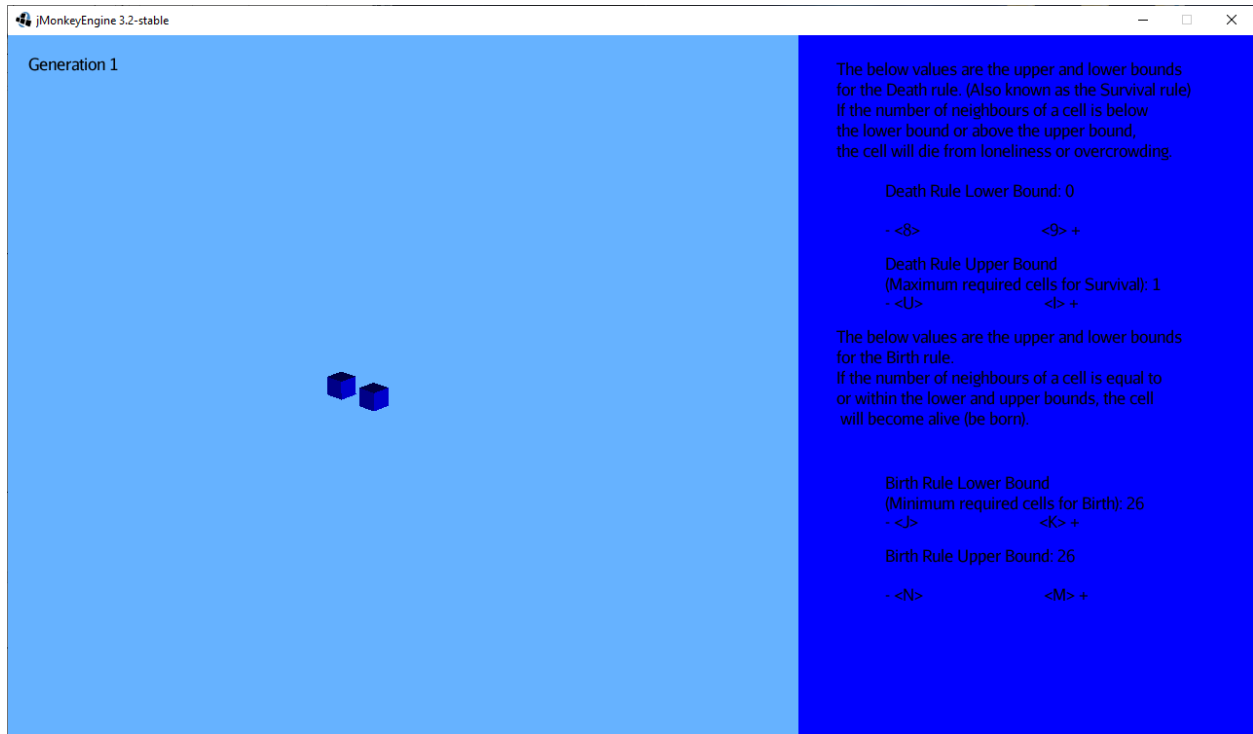 jMonkeyEngine 3.2-stable
Generation 1
The below values are the upper and lower bounds
for the Death rule. (Also known as the Survival rule)
If the number of neighbours of a cell is below
the lower bound or above the upper bound,
the cell will die from loneliness or overcrowding.
Death Rule Lower Bound: 0
- <8> <9> +
Death Rule Upper Bound
(Maximum required cells for Survival): 1
- <U> <I> +
The below values are the upper and lower bounds
for the Birth rule.
If the number of neighbours of a cell is equal to
or within the lower and upper bounds, the cell
will become alive (be born).
Birth Rule Lower Bound
(Minimum required cells for Birth): 26
- <J> <K> +
Birth Rule Upper Bound: 26
- <N> <M> +